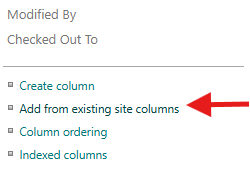 Modified By
Checked Out To
Create column
Add from existing site columns
Column ordering
Indexed columns